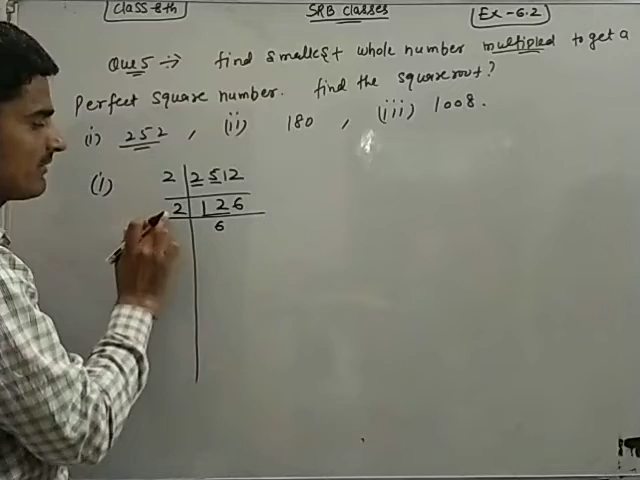 Class 8th SRB Classes Ex-6.2
Que 5 ⇒ find smallest whole number multipled to get a
Perfect Square number. find the square root?
(i) 252 , (ii) 180 , (iii) 1008.
(i) 2 2512
2 126
6